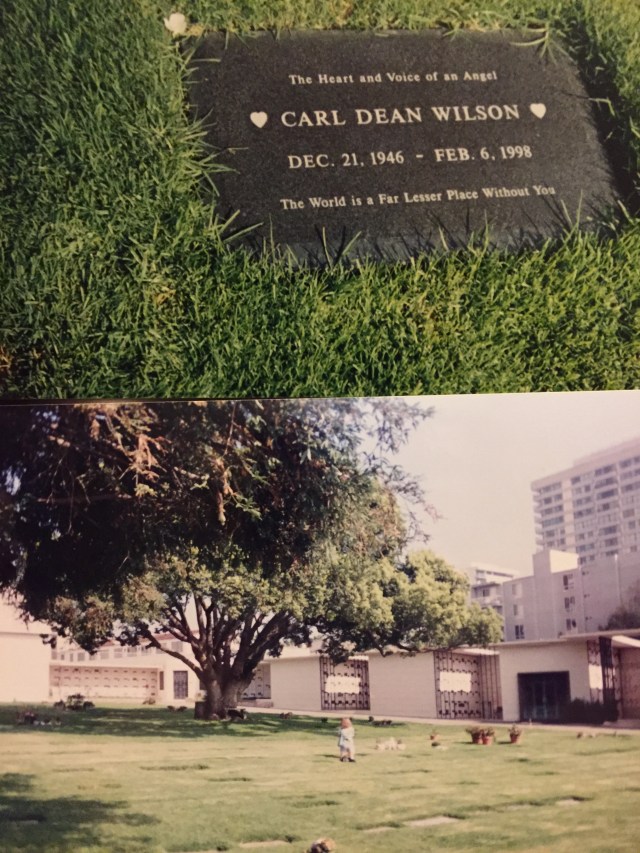 The Heart and Voice of an Angel
CARL DEAN WILSON
DEC. 21, 1946 - FEB. 6, 1998
The World is a Far Lesser Place Without You